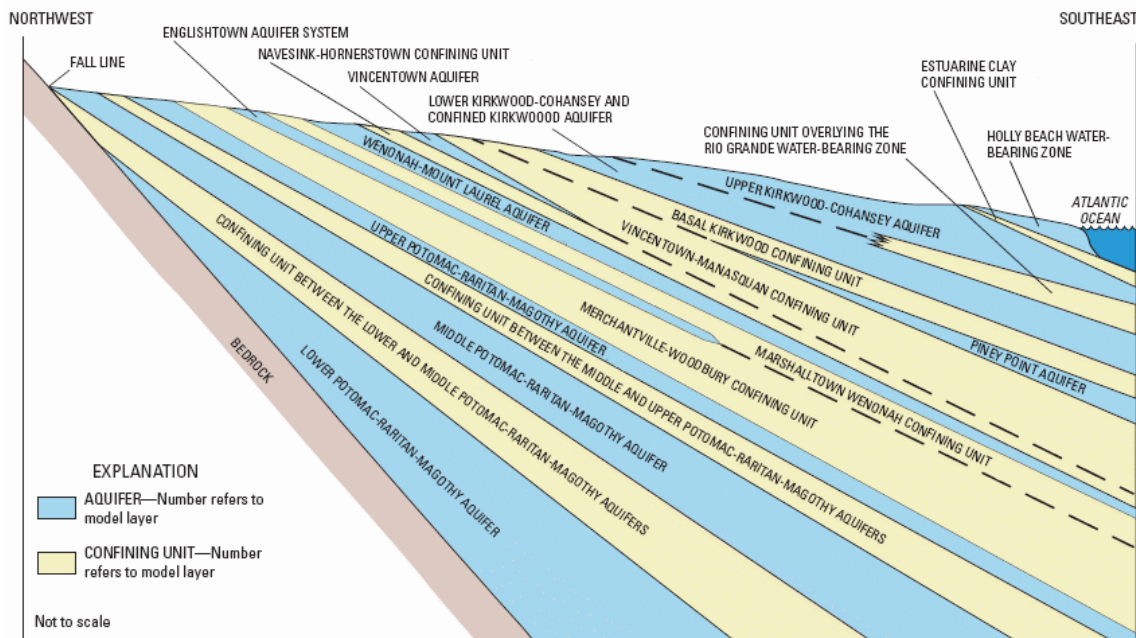 NORTHWEST
SOUTHEAST
ENGLISHTOWN AQUIFER SYSTEM
NAVESINK-HORNERSTOWN CONFINING UNIT
FALL LINE
VINCENTOWN AQUIFER
LOWER KIRKWOOD-COHANSEY AND
CONFINED KIRKWOOOD AQUIFER
ESTUARINE CLAY
CONFINING UNIT
CONFINING UNIT OVERLYING THE
RIO GRANDE WATER-BEARING ZONE
HOLLY BEACH WATER-
BEARING ZONE
ATLANTIC
OCEAN
UPPER KIRKWOOD-COHANSEY AQUIFER
BASAL KIRKWOOD CONFINING UNIT
WENONAH-MOUNT LAUREL AQUIFER
VINCENTOWN-MANASQUAN CONFINING UNIT
PINEY POINT AQUIFER
MARSHALLTOWN WENONAH CONFINING UNIT
MERCHANTVILLE-WOODBURY CONFINING UNIT
UPPER POTOMAC-RARITAN-MAGOTHY AQUIFER
CONFINING UNIT BETWEEN THE MIDDLE AND UPPER POTOMAC-RARITAN-MAGOTHY AQUIFERS
MIDDLE POTOMAC-RARITAN-MAGOTHY AQUIFER
CONFINING UNIT BETWEEN THE LOWER AND MIDDLE POTOMAC-RARITAN-MAGOTHY AQUIFERS
LOWER POTOMAC-RARITAN-MAGOTHY AQUIFER
BEDROCK
EXPLANATION
AQUIFER—Number refers to
model layer
CONFINING UNIT—Number
refers to model layer
Not to scale